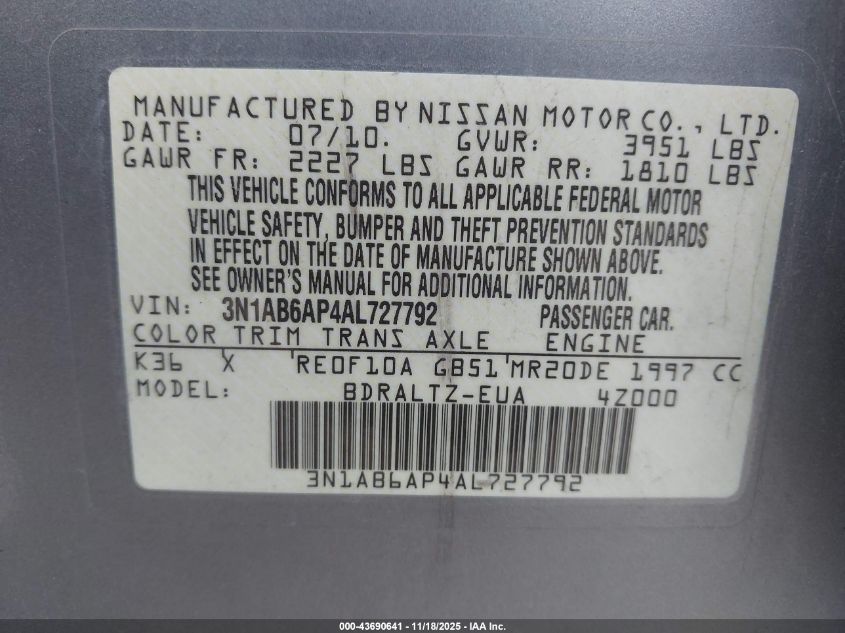 MANUFACTURED BY NISSAN MOTOR CO., LTD.
DATE: 07/10. GVWR: 3951 LBS
GAWR FR: 2227 LBS GAWR RR: 1810 LBS
THIS VEHICLE CONFORMS TO ALL APPLICABLE FEDERAL MOTOR
VEHICLE SAFETY, BUMPER AND THEFT PREVENTION STANDARDS
IN EFFECT ON THE DATE OF MANUFACTURE SHOWN ABOVE.
SEE OWNER'S MANUAL FOR ADDITIONAL INFORMATION.
VIN: 3N1AB6AP4AL727792 PASSENGER CAR.
COLOR TRIM TRANS AXLE ENGINE
K36 X RE0F10A GB51 MR20DE 1997 CC
MODEL: BDRALTZ-EUA 4Z000
3N1AB6AP4AL727792
000-43690641 - 11/18/2025 - IAA Inc.